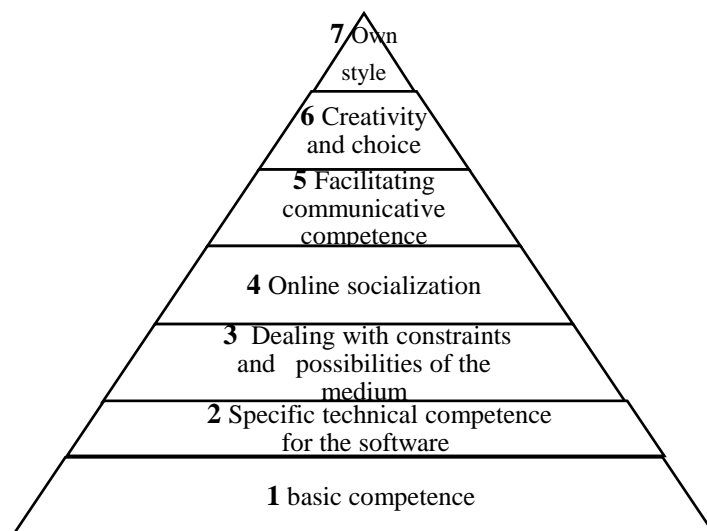 7 Own
style
6 Creativity
and choice
5 Facilitating
communicative
competence
4 Online socialization
3 Dealing with constraints
and possibilities of the
medium
2 Specific technical competence
for the software
1 basic competence